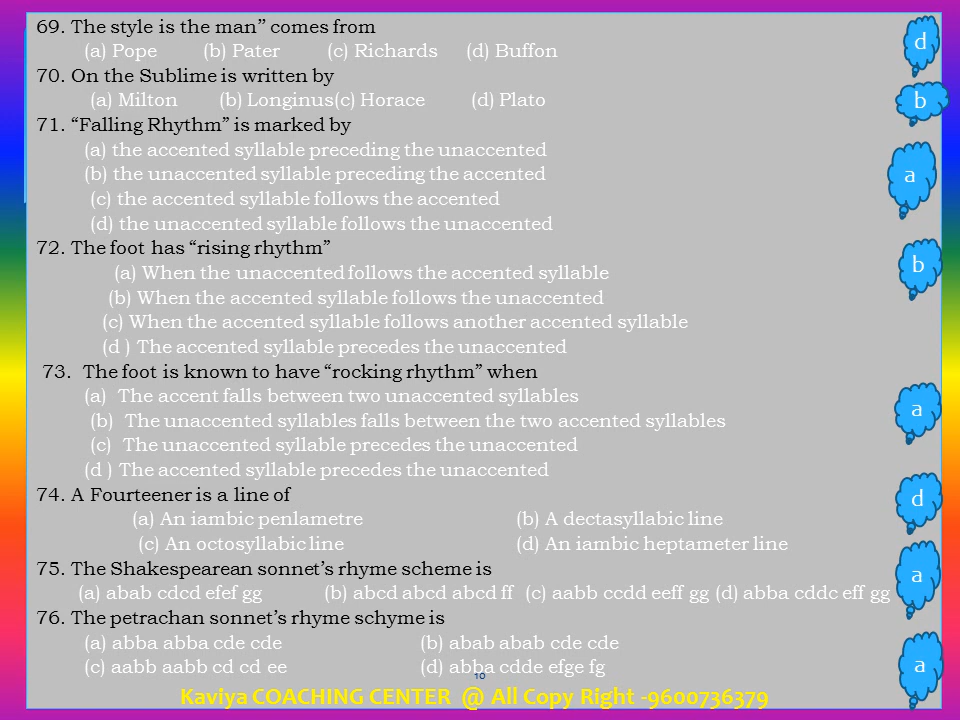 69. The style is the man” comes from
(a) Pope (b) Pater (c) Richards (d) Buffon
d
70. On the Sublime is written by
(a) Milton (b) Longinus(c) Horace (d) Plato
b
71. “Falling Rhythm” is marked by
(a) the accented syllable preceding the unaccented
(b) the unaccented syllable preceding the accented
a
(c) the accented syllable follows the accented
(d) the unaccented syllable follows the unaccented
72. The foot has “rising rhythm”
(a) When the unaccented follows the accented syllable
b
(b) When the accented syllable follows the unaccented
(c) When the accented syllable follows another accented syllable
(d ) The accented syllable precedes the unaccented
73. The foot is known to have “rocking rhythm” when
(a) The accent falls between two unaccented syllables
a
(b) The unaccented syllables falls between the two accented syllables
(c) The unaccented syllable precedes the unaccented
(d ) The accented syllable precedes the unaccented
74. A Fourteener is a line of
d
(a) An iambic penlametre (b) A dectasyllabic line
(c) An octosyllabic line (d) An iambic heptameter line
75. The Shakespearean sonnet’s rhyme scheme is
a
(a) abab cdcd efef gg (b) abcd abcd abcd ff (c) aabb ccdd eeff gg (d) abba cddc eff gg
76. The petrachan sonnet’s rhyme schyme is
(a) abba abba cde cde (b) abab abab cde cde
(c) aabb aabb cd cd ee (d) abba cdde efge fg
a
10
Kaviya COACHING CENTER @ All Copy Right -9600736379